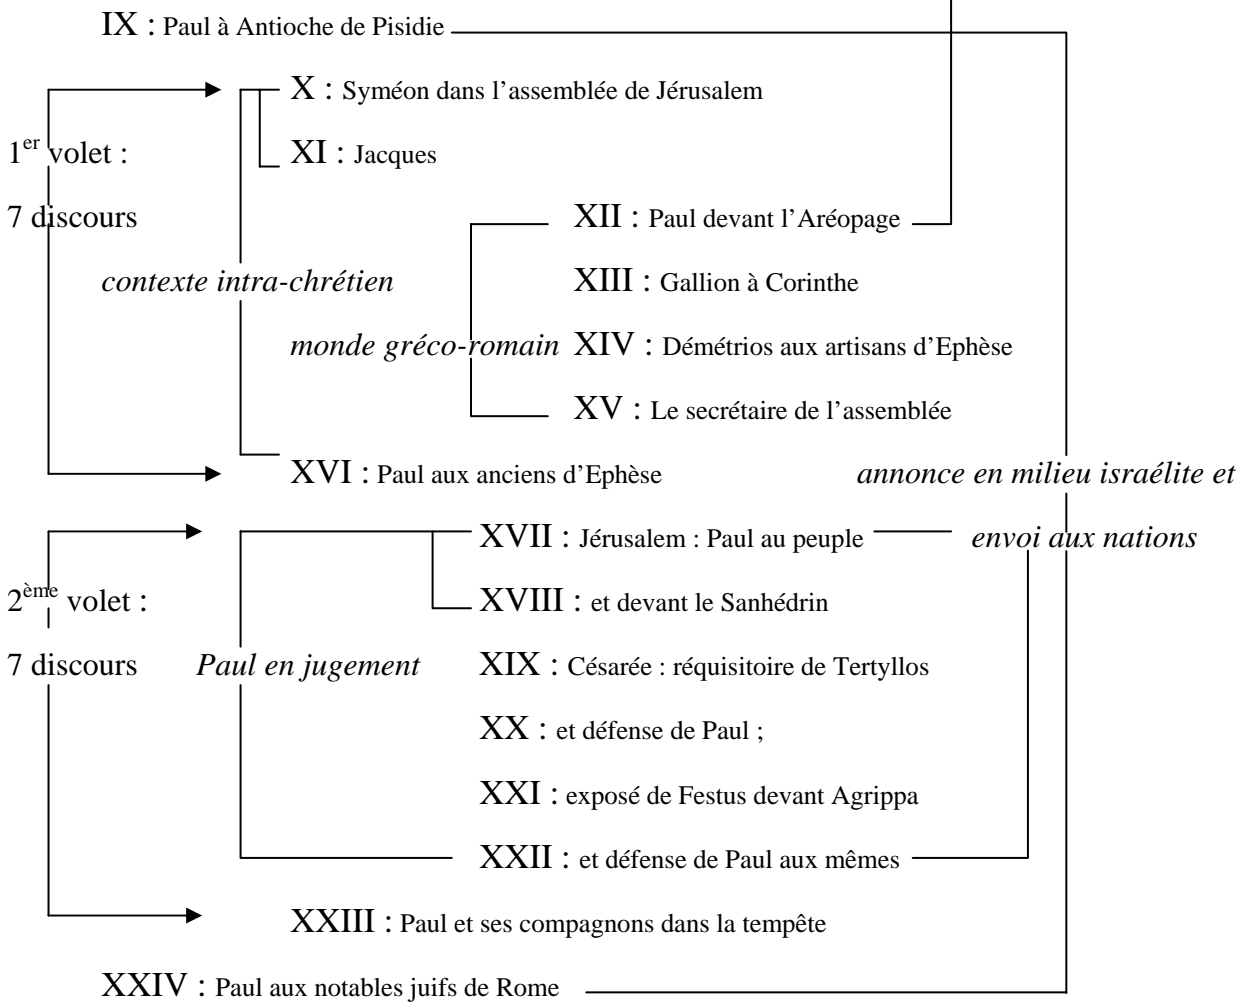 IX : Paul à Antioche de Pisidie
X : Syméon dans l’assemblée de Jérusalem
1er volet :
XI : Jacques
7 discours
XII : Paul devant l’Aréopage
contexte intra-chrétien
XIII : Gallion à Corinthe
monde gréco-romain
XIV : Démétrios aux artisans d’Ephèse
XV : Le secrétaire de l’assemblée
XVI : Paul aux anciens d’Ephèse
annonce en milieu israélite et
envoi aux nations
XVII : Jérusalem : Paul au peuple
2ème volet :
XVIII : et devant le Sanhédrin
7 discours
Paul en jugement
XIX : Césarée : réquisitoire de Tertyllos
XX : et défense de Paul ;
XXI : exposé de Festus devant Agrippa
XXII : et défense de Paul aux mêmes
XXIII : Paul et ses compagnons dans la tempête
XXIV : Paul aux notables juifs de Rome